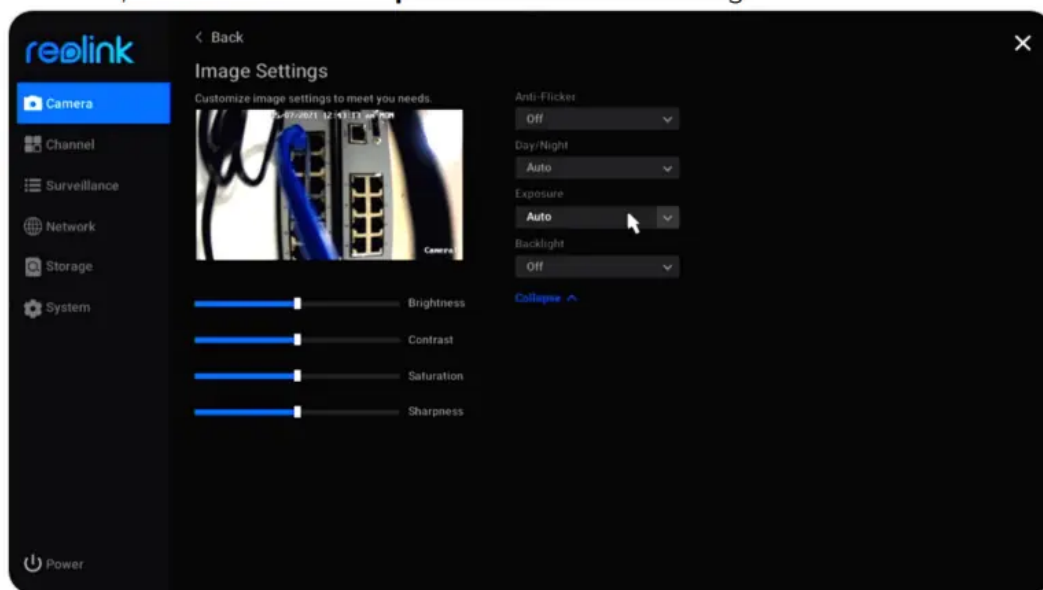 reolink
Camera
Channel
Surveillance
Network
Storage
System
Power
< Back
Image Settings
Customize image settings to meet you needs.
Camera
Brightness
Contrast
Saturation
Sharpness
Anti-Flicker
Off
Day/Night
Auto
Exposure
Auto
Backlight
Off
Collapse